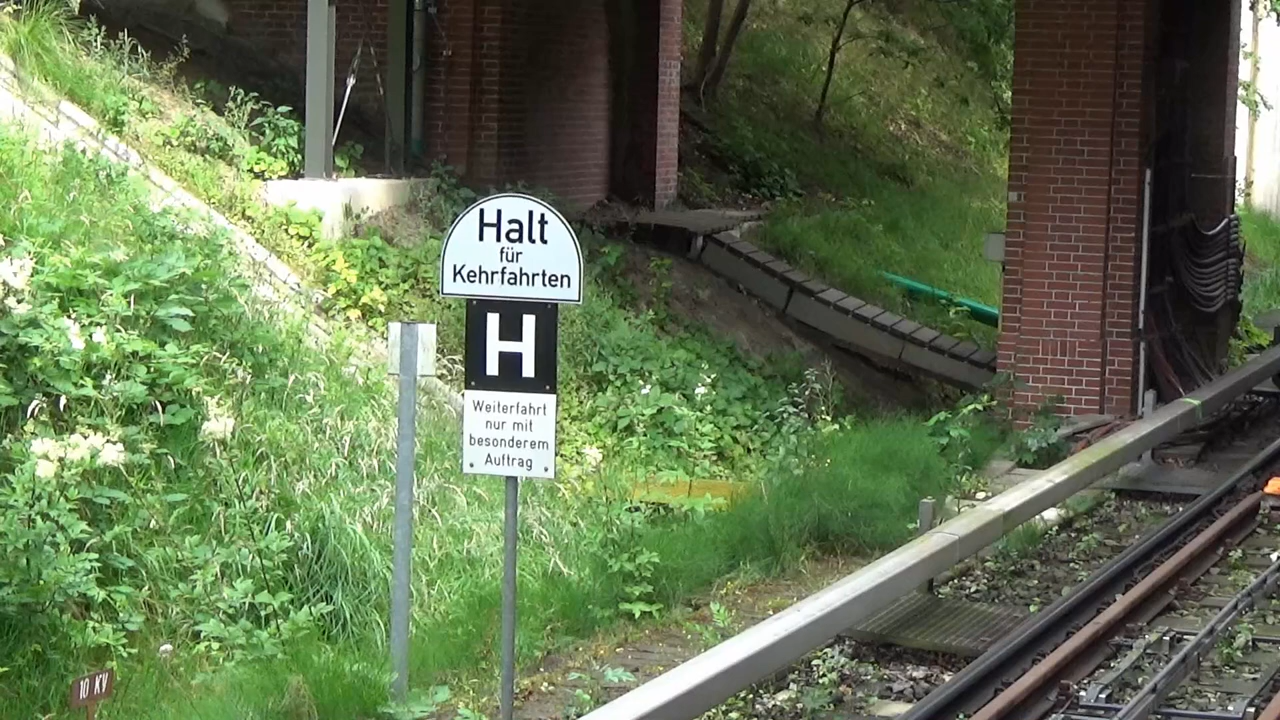 Halt
für
Kehrfahrten
H
Weiterfahrt
nur mit
besonderem
Auftrag
10 KV